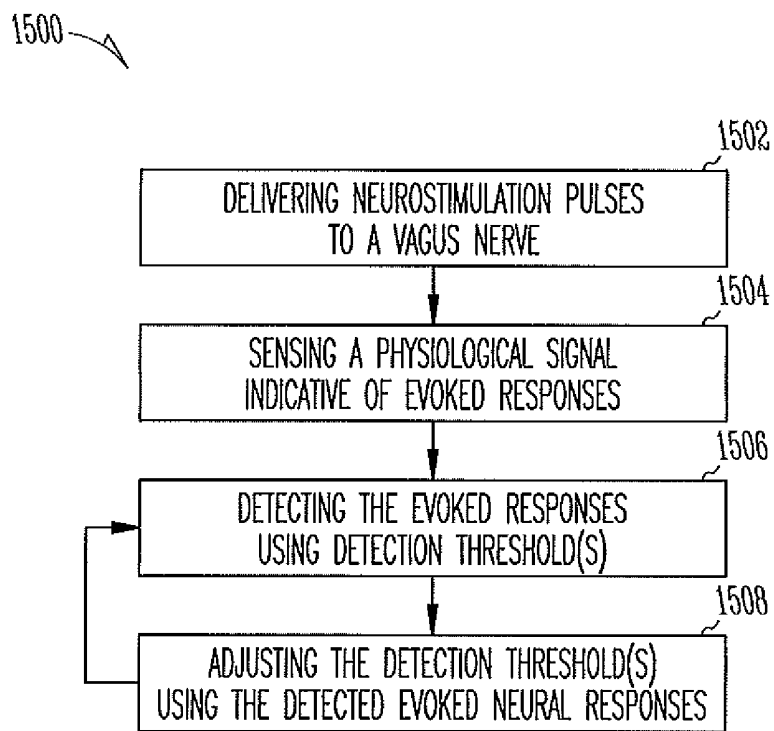 1500
1502
DELIVERING NEUROSTIMULATION PULSES
TO A VAGUS NERVE
1504
SENSING A PHYSIOLOGICAL SIGNAL
INDICATIVE OF EVOKED RESPONSES
1506
DETECTING THE EVOKED RESPONSES
USING DETECTION THRESHOLD(S)
1508
ADJUSTING THE DETECTION THRESHOLD(S)
USING THE DETECTED EVOKED NEURAL RESPONSES